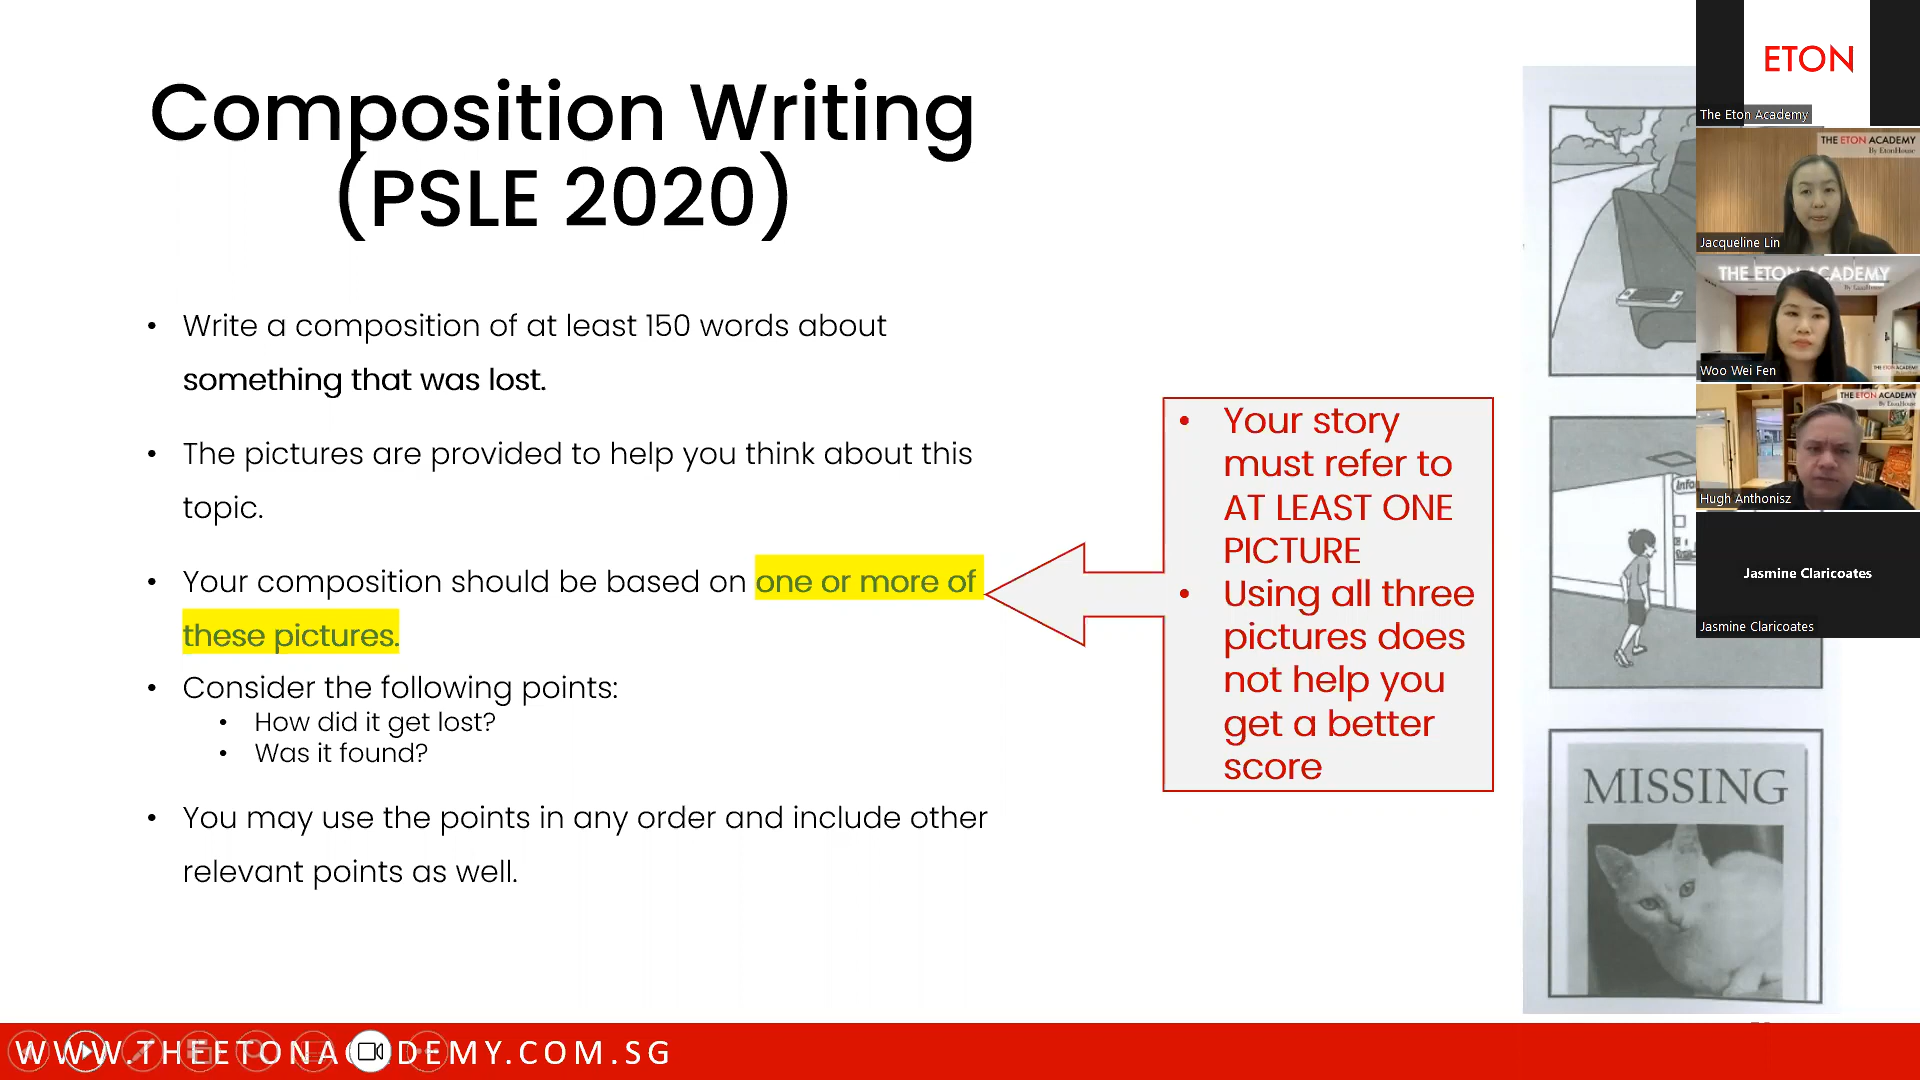 Composition Writing
(PSLE 2020)
• Write a composition of at least 150 words about
something that was lost.
• The pictures are provided to help you think about this
topic.
• Your composition should be based on one or more of
these pictures.
• Consider the following points:
• How did it get lost?
• Was it found?
• You may use the points in any order and include other
relevant points as well.
• Your story
must refer to
AT LEAST ONE
PICTURE
• Using all three
pictures does
not help you
get a better
score
MISSING
ETON
The Eton Academy
THE ETON ACADEMY
By EtonHouse
Jacqueline Lin
THE ETON ACADEMY
Woo Wei Fen
THE ETON ACADEMY
Hugh Anthonisz
Jasmine Claricoates
Jasmine Claricoates
WWW.THEETONACADEMY.COM.SG